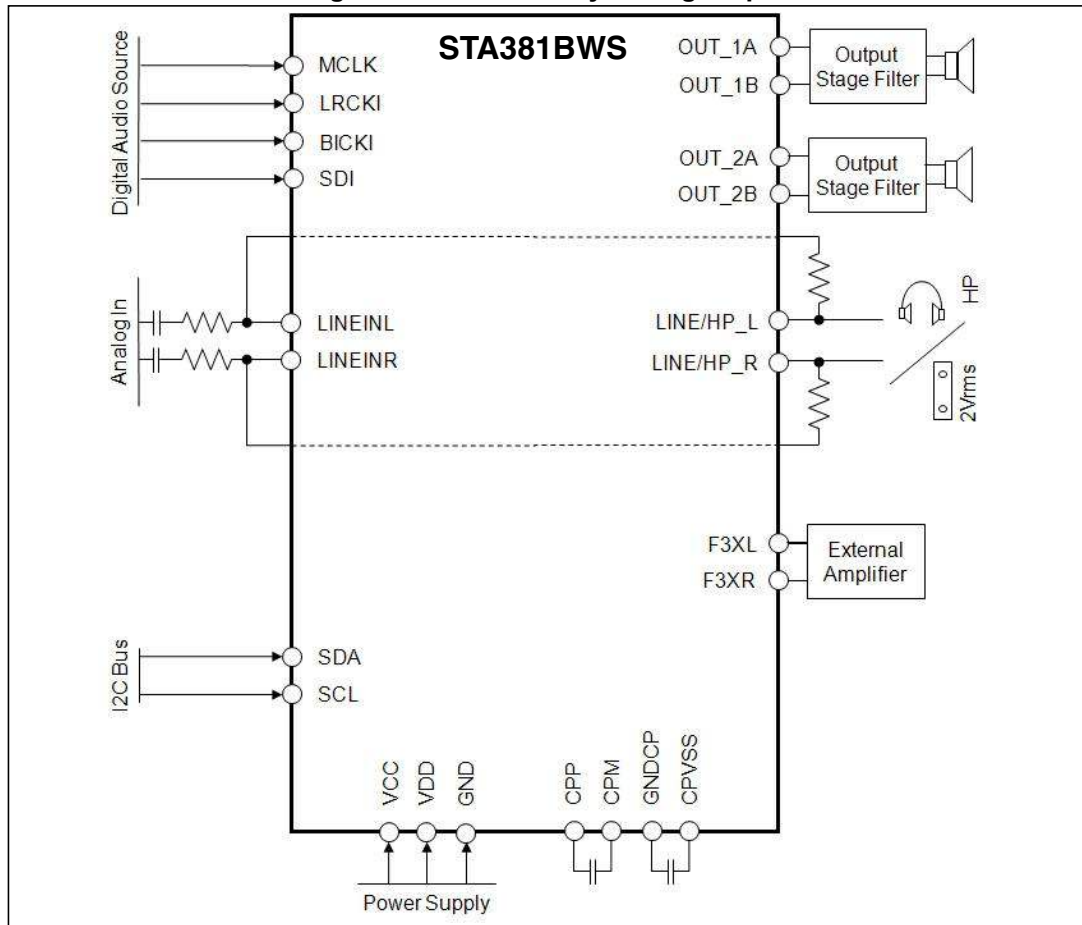 STA381BWS
Digital Audio Source
MCLK
LRCKI
BICKI
SDI
OUT_1A
OUT_1B
Output
Stage Filter
OUT_2A
OUT_2B
Output
Stage Filter
Analog In
LINEINL
LINEINR
LINE/HP_L
LINE/HP_R
HP
2Vrms
F3XL
F3XR
External
Amplifier
I2C Bus
SDA
SCL
VCC
VDD
GND
CPP
CPM
GNDCP
CPVSS
Power Supply